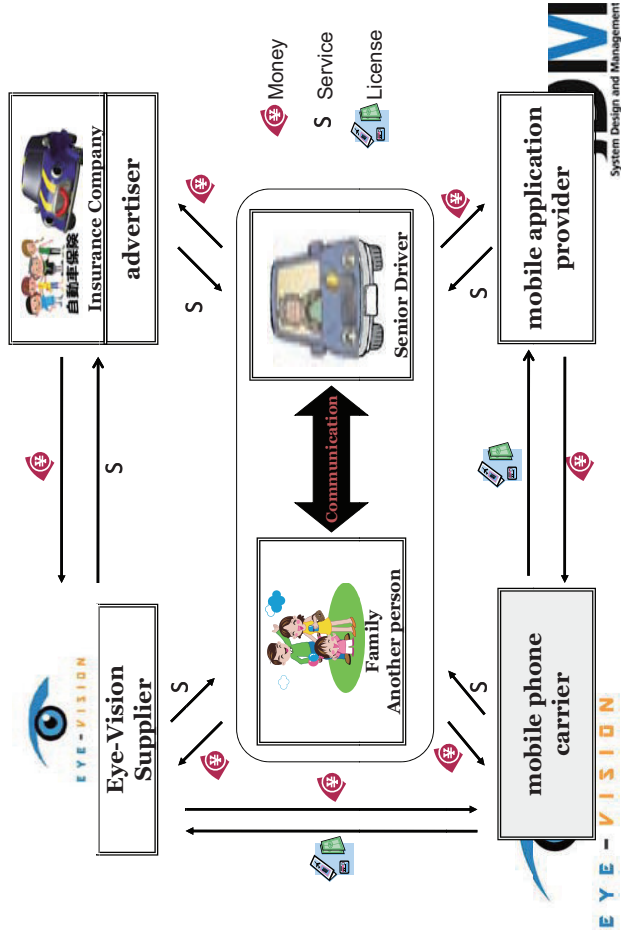 EYE-VISION
Eye-Vision
Supplier
S
自動車保険
Insurance Company
advertiser
S
S
Family
Another person
Communication
Senior Driver
Money
S Service
License
S
S
mobile phone
carrier
mobile application
provider
EYE-VISION
System Design and Management